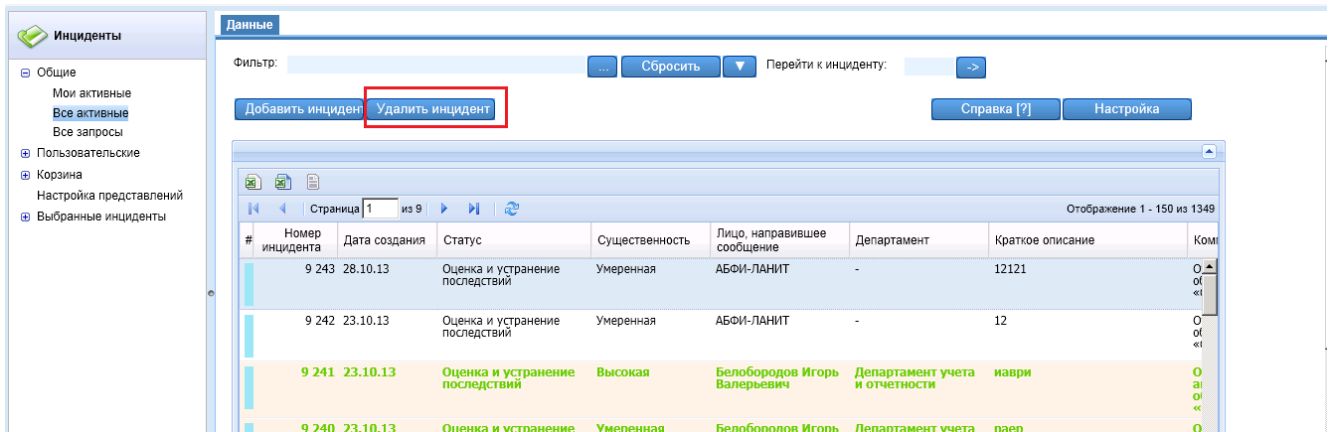 Инциденты
Общие
Мои активные
Все активные
Все запросы
Пользовательские
Корзина
Настройка представлений
Выбранные инциденты
Данные
Фильтр:
... Сбросить ▼ Перейти к инциденту: ->
Добавить инцидент Удалить инцидент Справка [?] Настройка
Страница 1 из 9 Отображение 1 - 150 из 1349
# Номер инцидента Дата создания Статус Существенность Лицо, направившее сообщение Департамент Краткое описание
9 243 28.10.13 Оценка и устранение последствий Умеренная АБФИ-ЛАНИТ - 12121
9 242 23.10.13 Оценка и устранение последствий Умеренная АБФИ-ЛАНИТ - 12
9 241 23.10.13 Оценка и устранение последствий Высокая Белобородов Игорь Валерьевич Департамент учета и отчетности иаври
9 240 23.10.13 Оценка и устранение Умеренная Белобородов Игорь Департамент учета раер